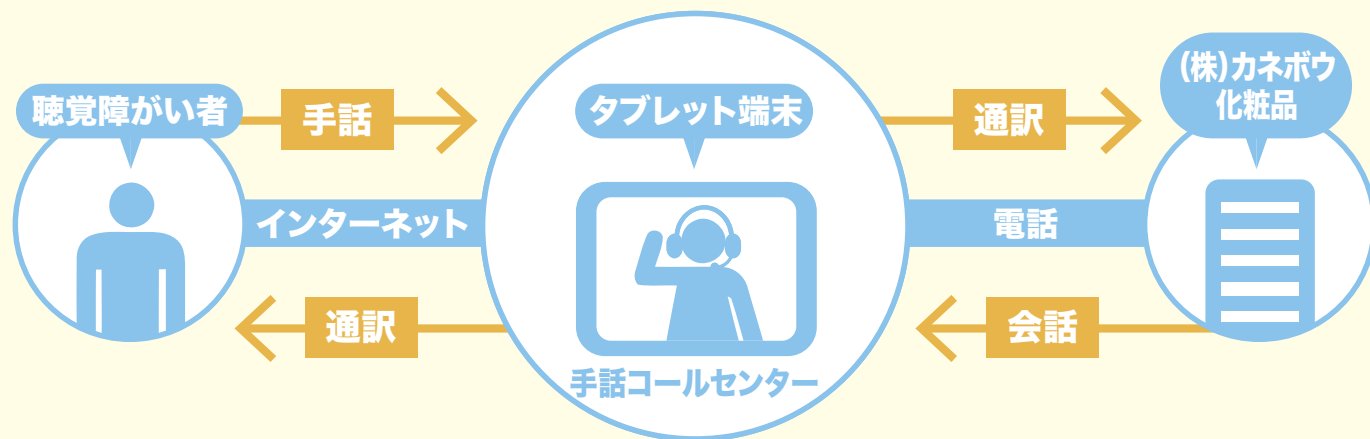 聴覚障がい者
手話
タブレット端末
通訳
(株)カネボウ
化粧品
インターネット
電話
通訳
会話
手話コールセンター